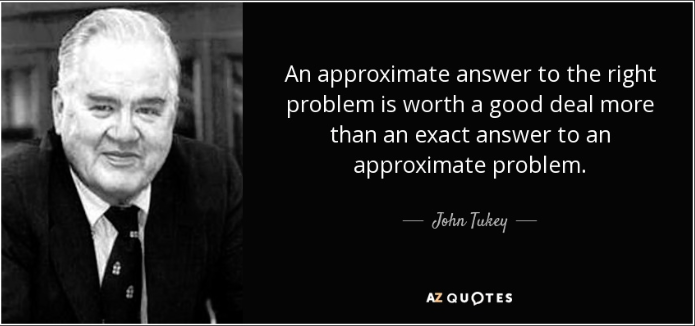 An approximate answer to the right
problem is worth a good deal more
than an exact answer to an
approximate problem.
John Tukey
AZ QUOTES